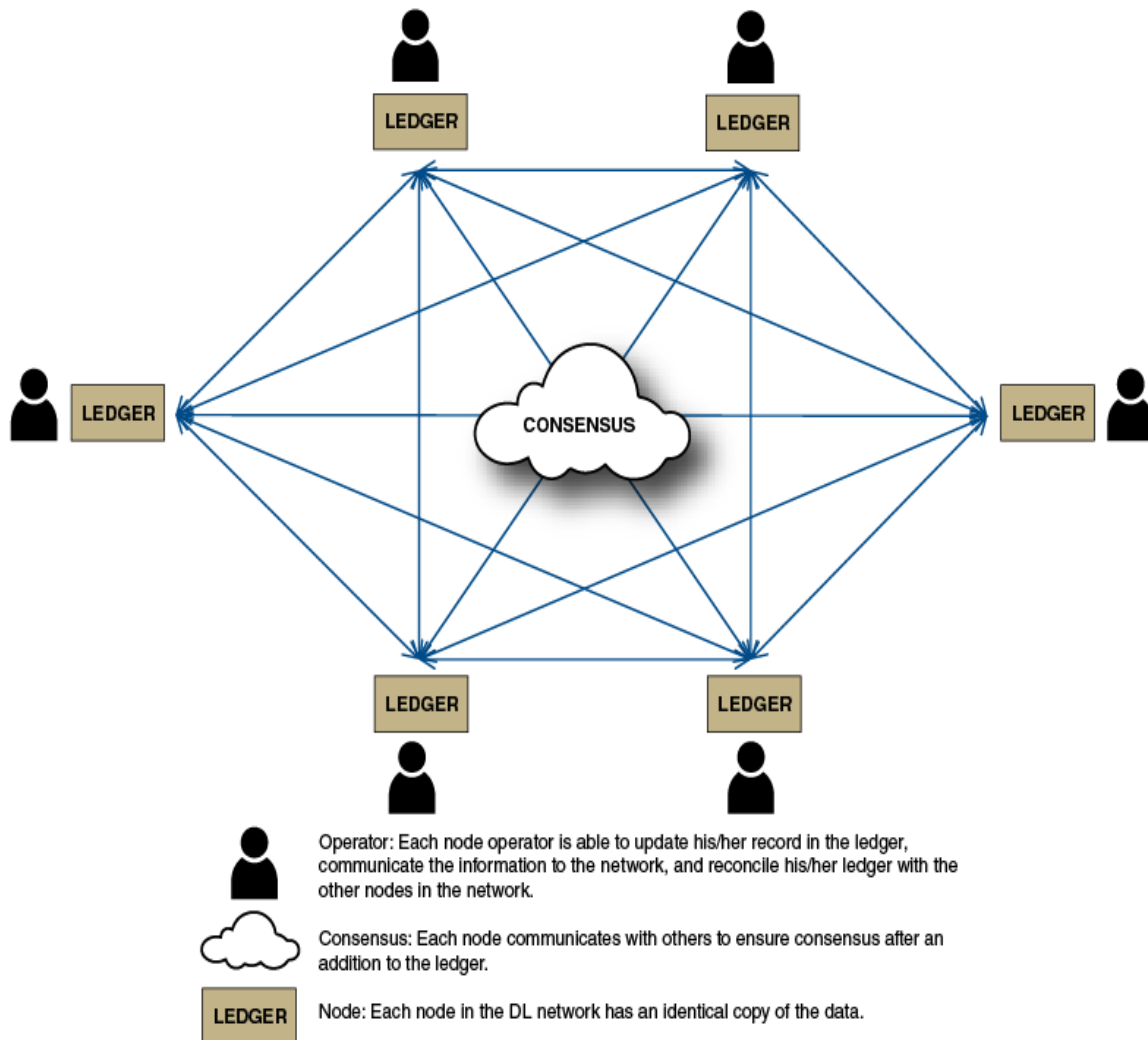 LEDGER
LEDGER
LEDGER
CONSENSUS
LEDGER
LEDGER
LEDGER
Operator: Each node operator is able to update his/her record in the ledger,
communicate the information to the network, and reconcile his/her ledger with the
other nodes in the network.
Consensus: Each node communicates with others to ensure consensus after an
addition to the ledger.
LEDGER
Node: Each node in the DL network has an identical copy of the data.